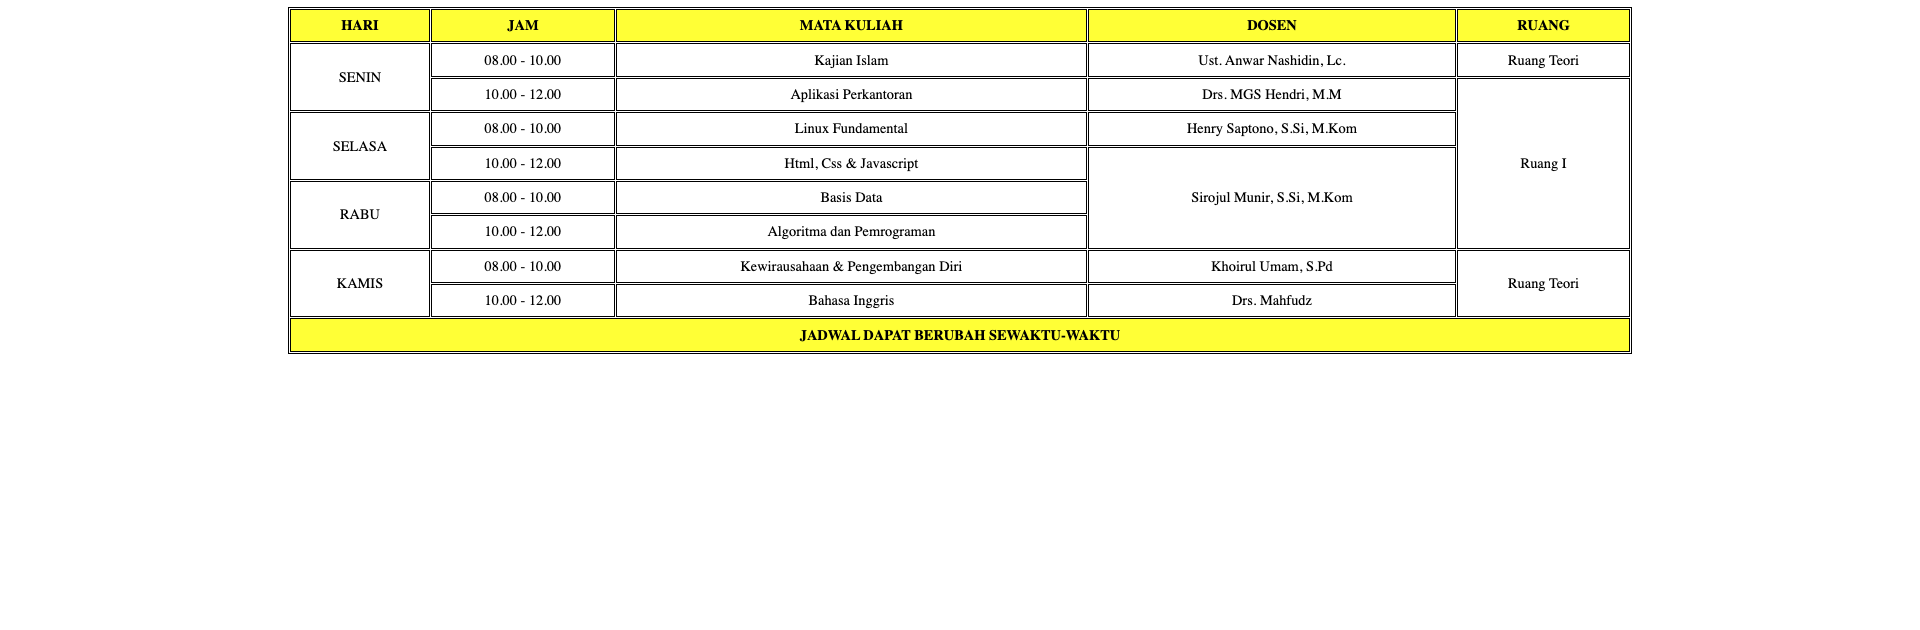 HARI JAM MATA KULIAH DOSEN RUANG
SENIN 08.00 - 10.00 Kajian Islam Ust. Anwar Nashidin, Lc. Ruang Teori
10.00 - 12.00 Aplikasi Perkantoran Drs. MGS Hendri, M.M Ruang I
SELASA 08.00 - 10.00 Linux Fundamental Henry Saptono, S.Si, M.Kom
10.00 - 12.00 Html, Css & Javascript Sirojul Munir, S.Si, M.Kom
RABU 08.00 - 10.00 Basis Data
10.00 - 12.00 Algoritma dan Pemrograman
KAMIS 08.00 - 10.00 Kewirausahaan & Pengembangan Diri Khoirul Umam, S.Pd Ruang Teori
10.00 - 12.00 Bahasa Inggris Drs. Mahfudz
JADWAL DAPAT BERUBAH SEWAKTU-WAKTU